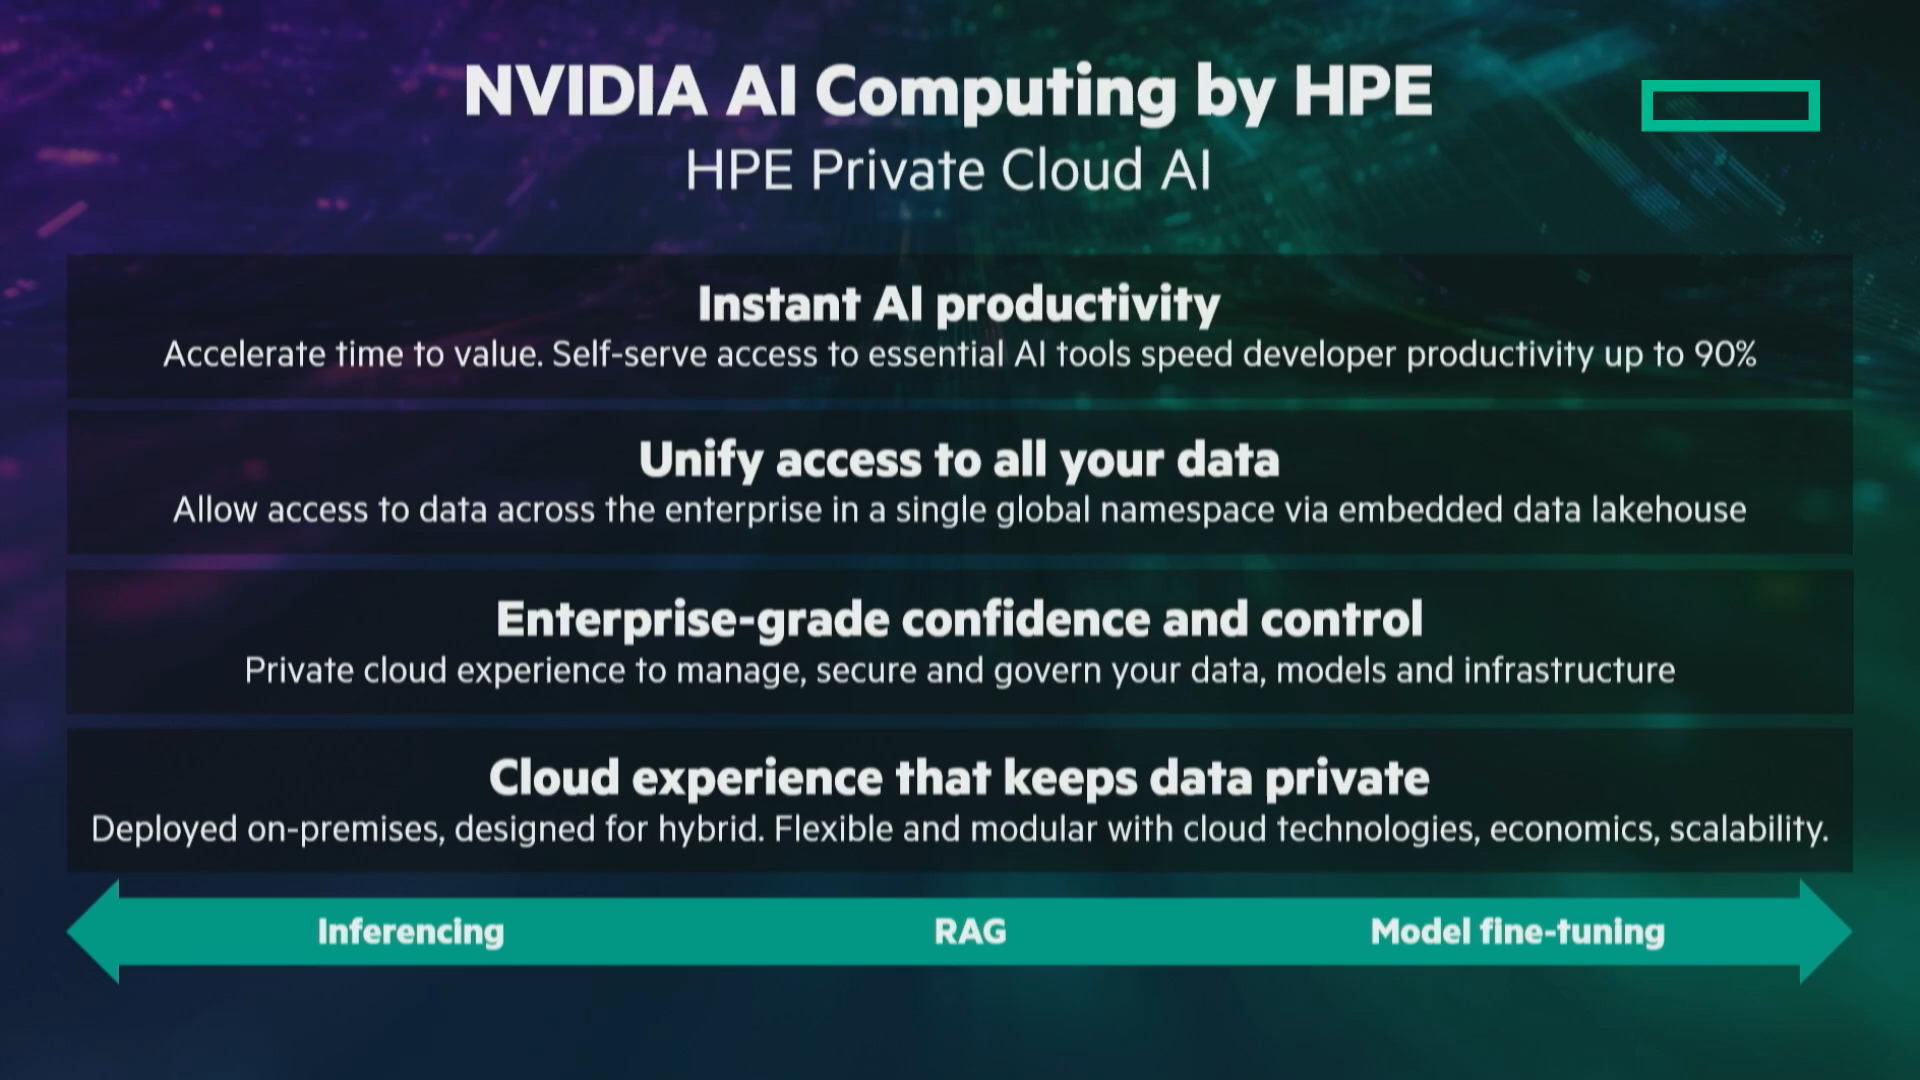 NVIDIA AI Computing by HPE
HPE Private Cloud AI
Instant AI productivity
Accelerate time to value. Self-serve access to essential AI tools speed developer productivity up to 90%
Unify access to all your data
Allow access to data across the enterprise in a single global namespace via embedded data lakehouse
Enterprise-grade confidence and control
Private cloud experience to manage, secure and govern your data, models and infrastructure
Cloud experience that keeps data private
Deployed on-premises, designed for hybrid. Flexible and modular with cloud technologies, economics, scalability.
Inferencing
RAG
Model fine-tuning